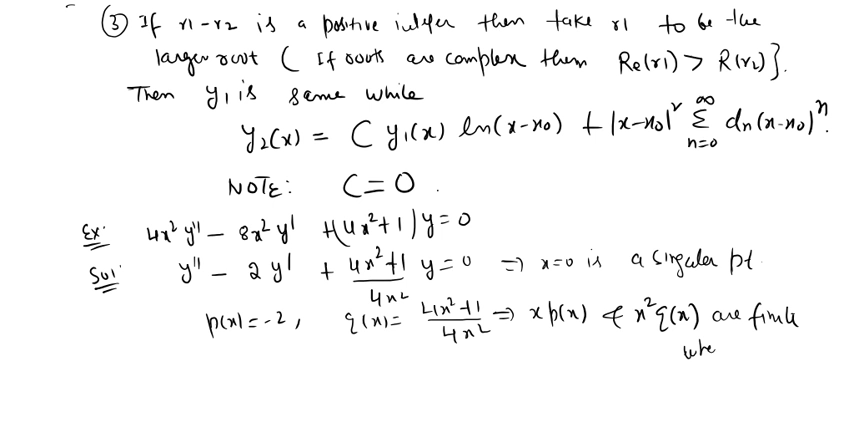 ③ If r1-r2 is a positive integer then take r1 to be the
larger root ( If roots are complex then Re(r1) > R(r2) }.
Then y₁ is same while
y₂(x) = C y₁(x) ln(x-x₀) + |x-x₀|^r Σ_{n=0}^{∞} dn (x-x₀)^n.
NOTE: C=0.
Ex: 4x² y'' - 8x² y' + (4x²+1) y = 0
Sol: y'' - 2y' + (4x²+1)/(4x²) y = 0 ⇒ x=0 is a singular pt.
p(x) = -2, q(x) = (4x²+1)/(4x²) ⇒ x p(x) & x² q(x) are finite
whe